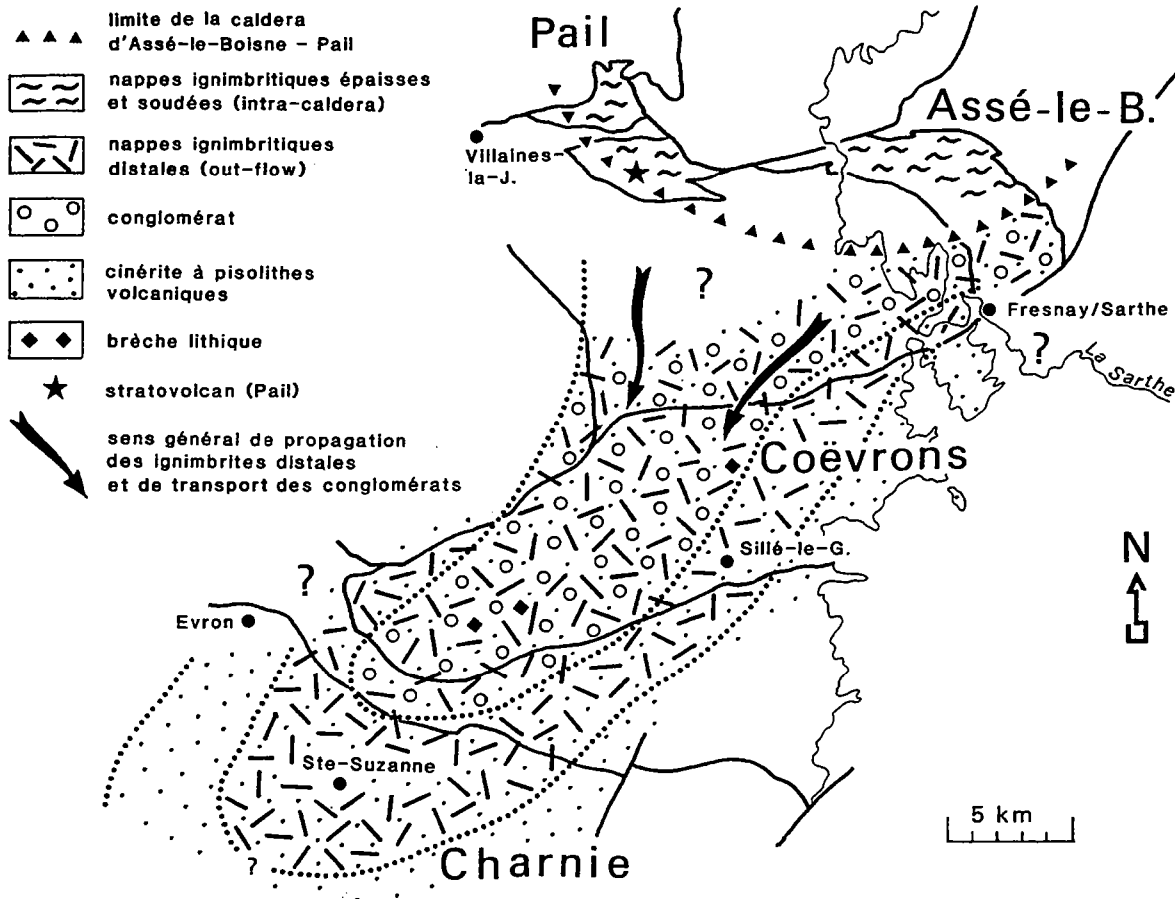 limite de la caldera
d'Assé-le-Boisne - Pail
nappes ignimbritiques épaisses
et soudées (intra-caldera)
nappes ignimbritiques
distales (out-flow)
conglomérat
cinérite à pisolithes
volcaniques
brèche lithique
stratovolcan (Pail)
sens général de propagation
des ignimbrites distales
et de transport des conglomérats
Pail
Assé-le-B.
Villaines-
la-J.
?
Fresnay/Sarthe
?
La Sarthe
Coëvrons
Sillé-le-G.
N
?
Evron
Ste-Suzanne
5 km
?
Charnie